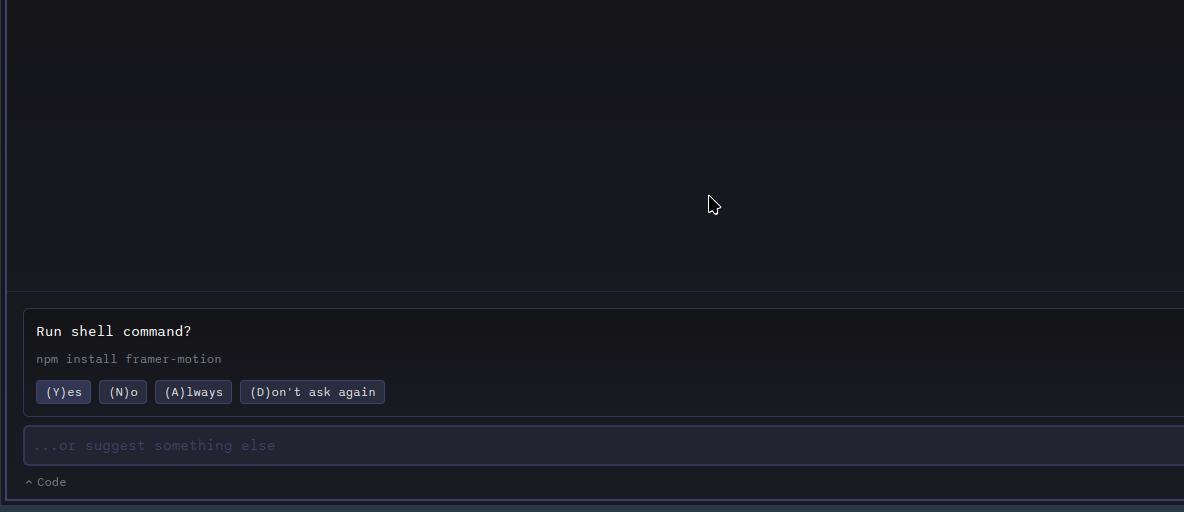 Run shell command?
npm install framer-motion
(Y)es (N)o (A)lways (D)on't ask again
...or suggest something else
^ Code